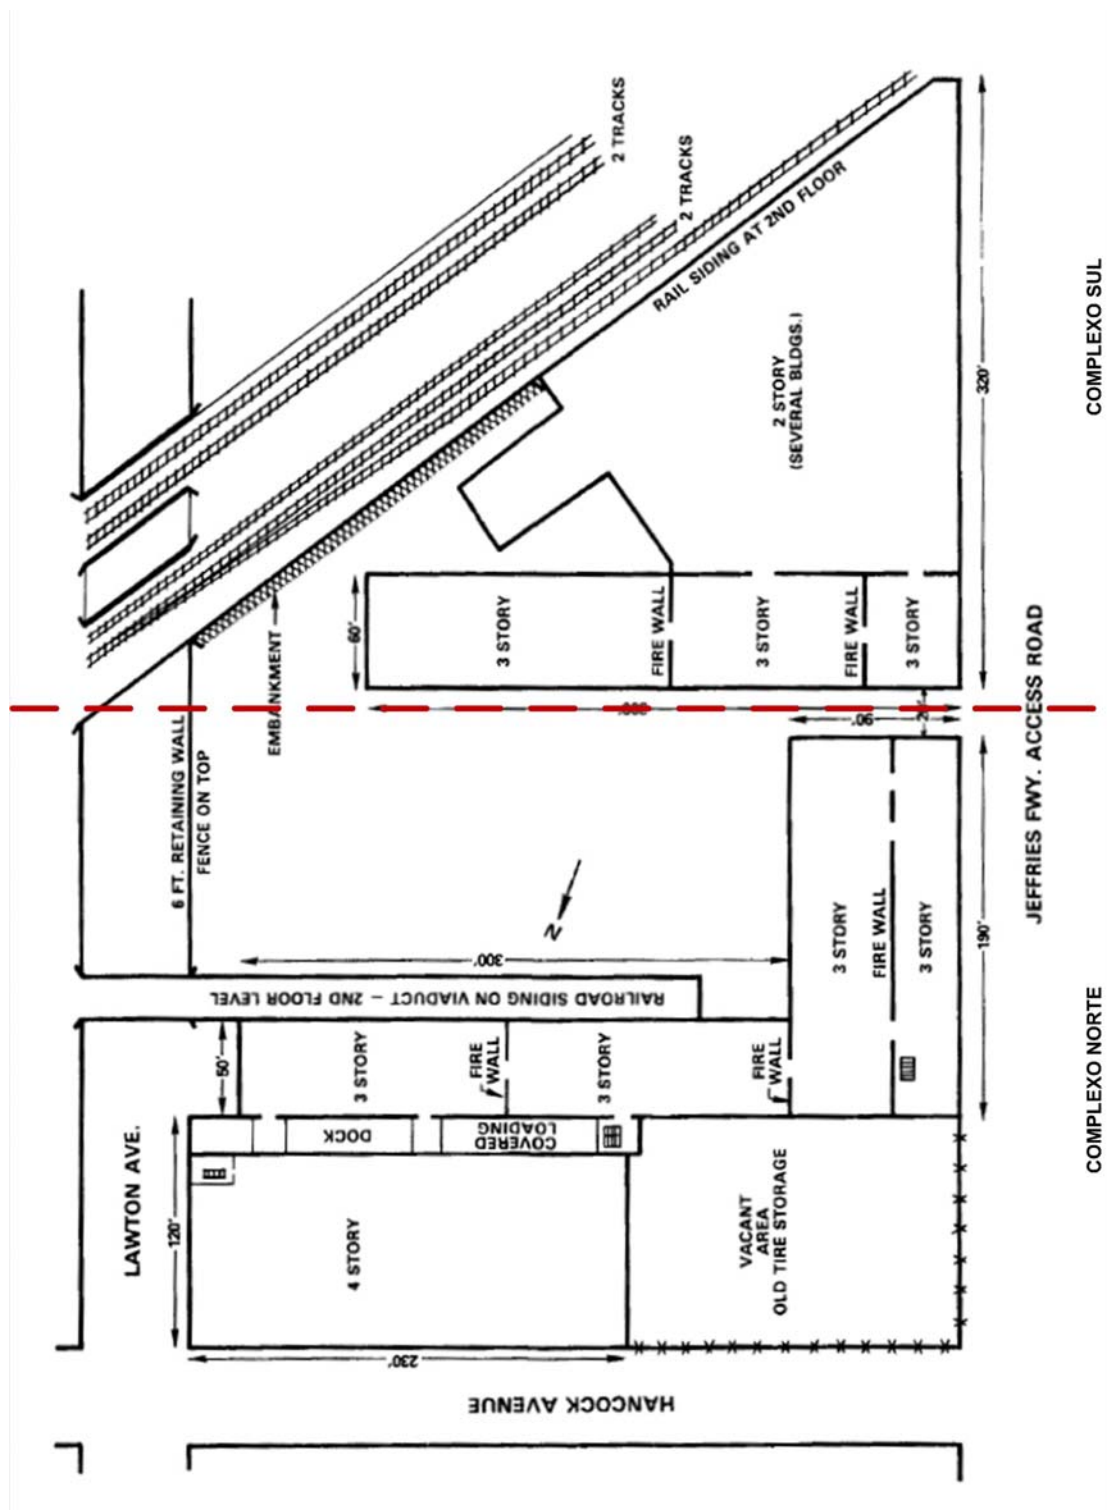 2 TRACKS
2 TRACKS
RAIL SIDING AT 2ND FLOOR
2 STORY
(SEVERAL BLDGS.)
320'
COMPLEXO SUL
60'
3 STORY
FIRE WALL
3 STORY
FIRE WALL
3 STORY
EMBANKMENT
6 FT. RETAINING WALL
FENCE ON TOP
90'
JEFFRIES FWY. ACCESS ROAD
N
300'
RAILROAD SIDING ON VIADUCT – 2ND FLOOR LEVEL
3 STORY
FIRE WALL
3 STORY
190'
50'
3 STORY
FIRE
WALL
3 STORY
FIRE
WALL
COMPLEXO NORTE
DOCK
COVERED
LOADING
LAWTON AVE.
120'
4 STORY
VACANT
AREA
OLD TIRE STORAGE
230'
HANCOCK AVENUE